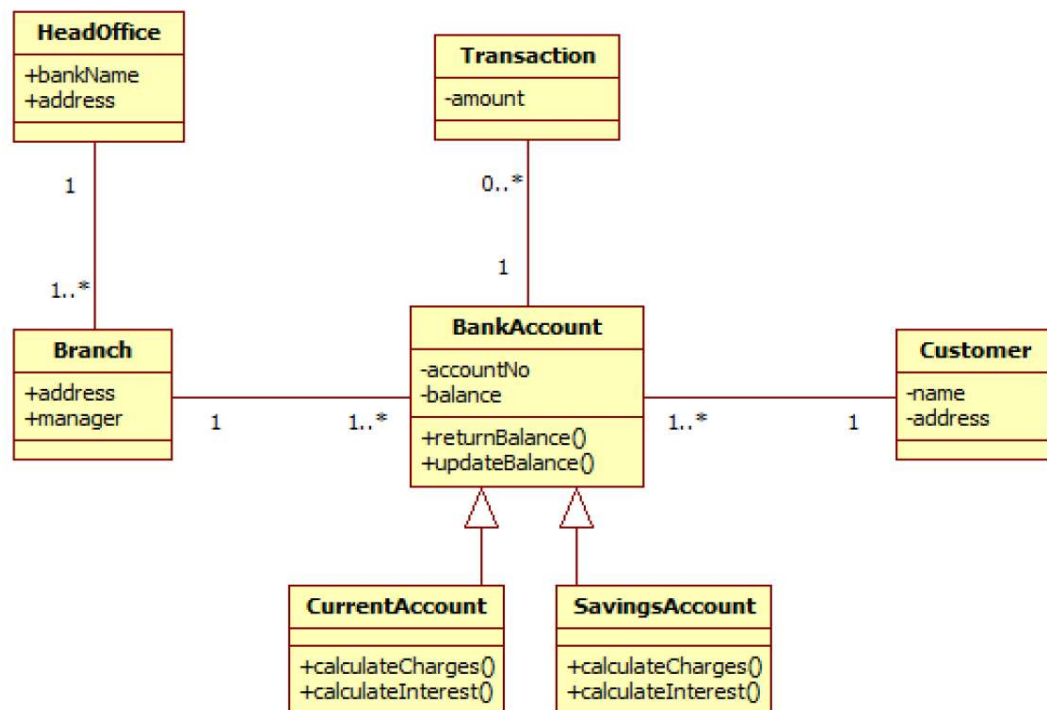 HeadOffice
+bankName
+address
Transaction
-amount
1
0..*
1..*
1
Branch
+address
+manager
BankAccount
-accountNo
-balance
+returnBalance()
+updateBalance()
Customer
-name
-address
1
1..*
1..*
1
CurrentAccount
+calculateCharges()
+calculateInterest()
SavingsAccount
+calculateCharges()
+calculateInterest()